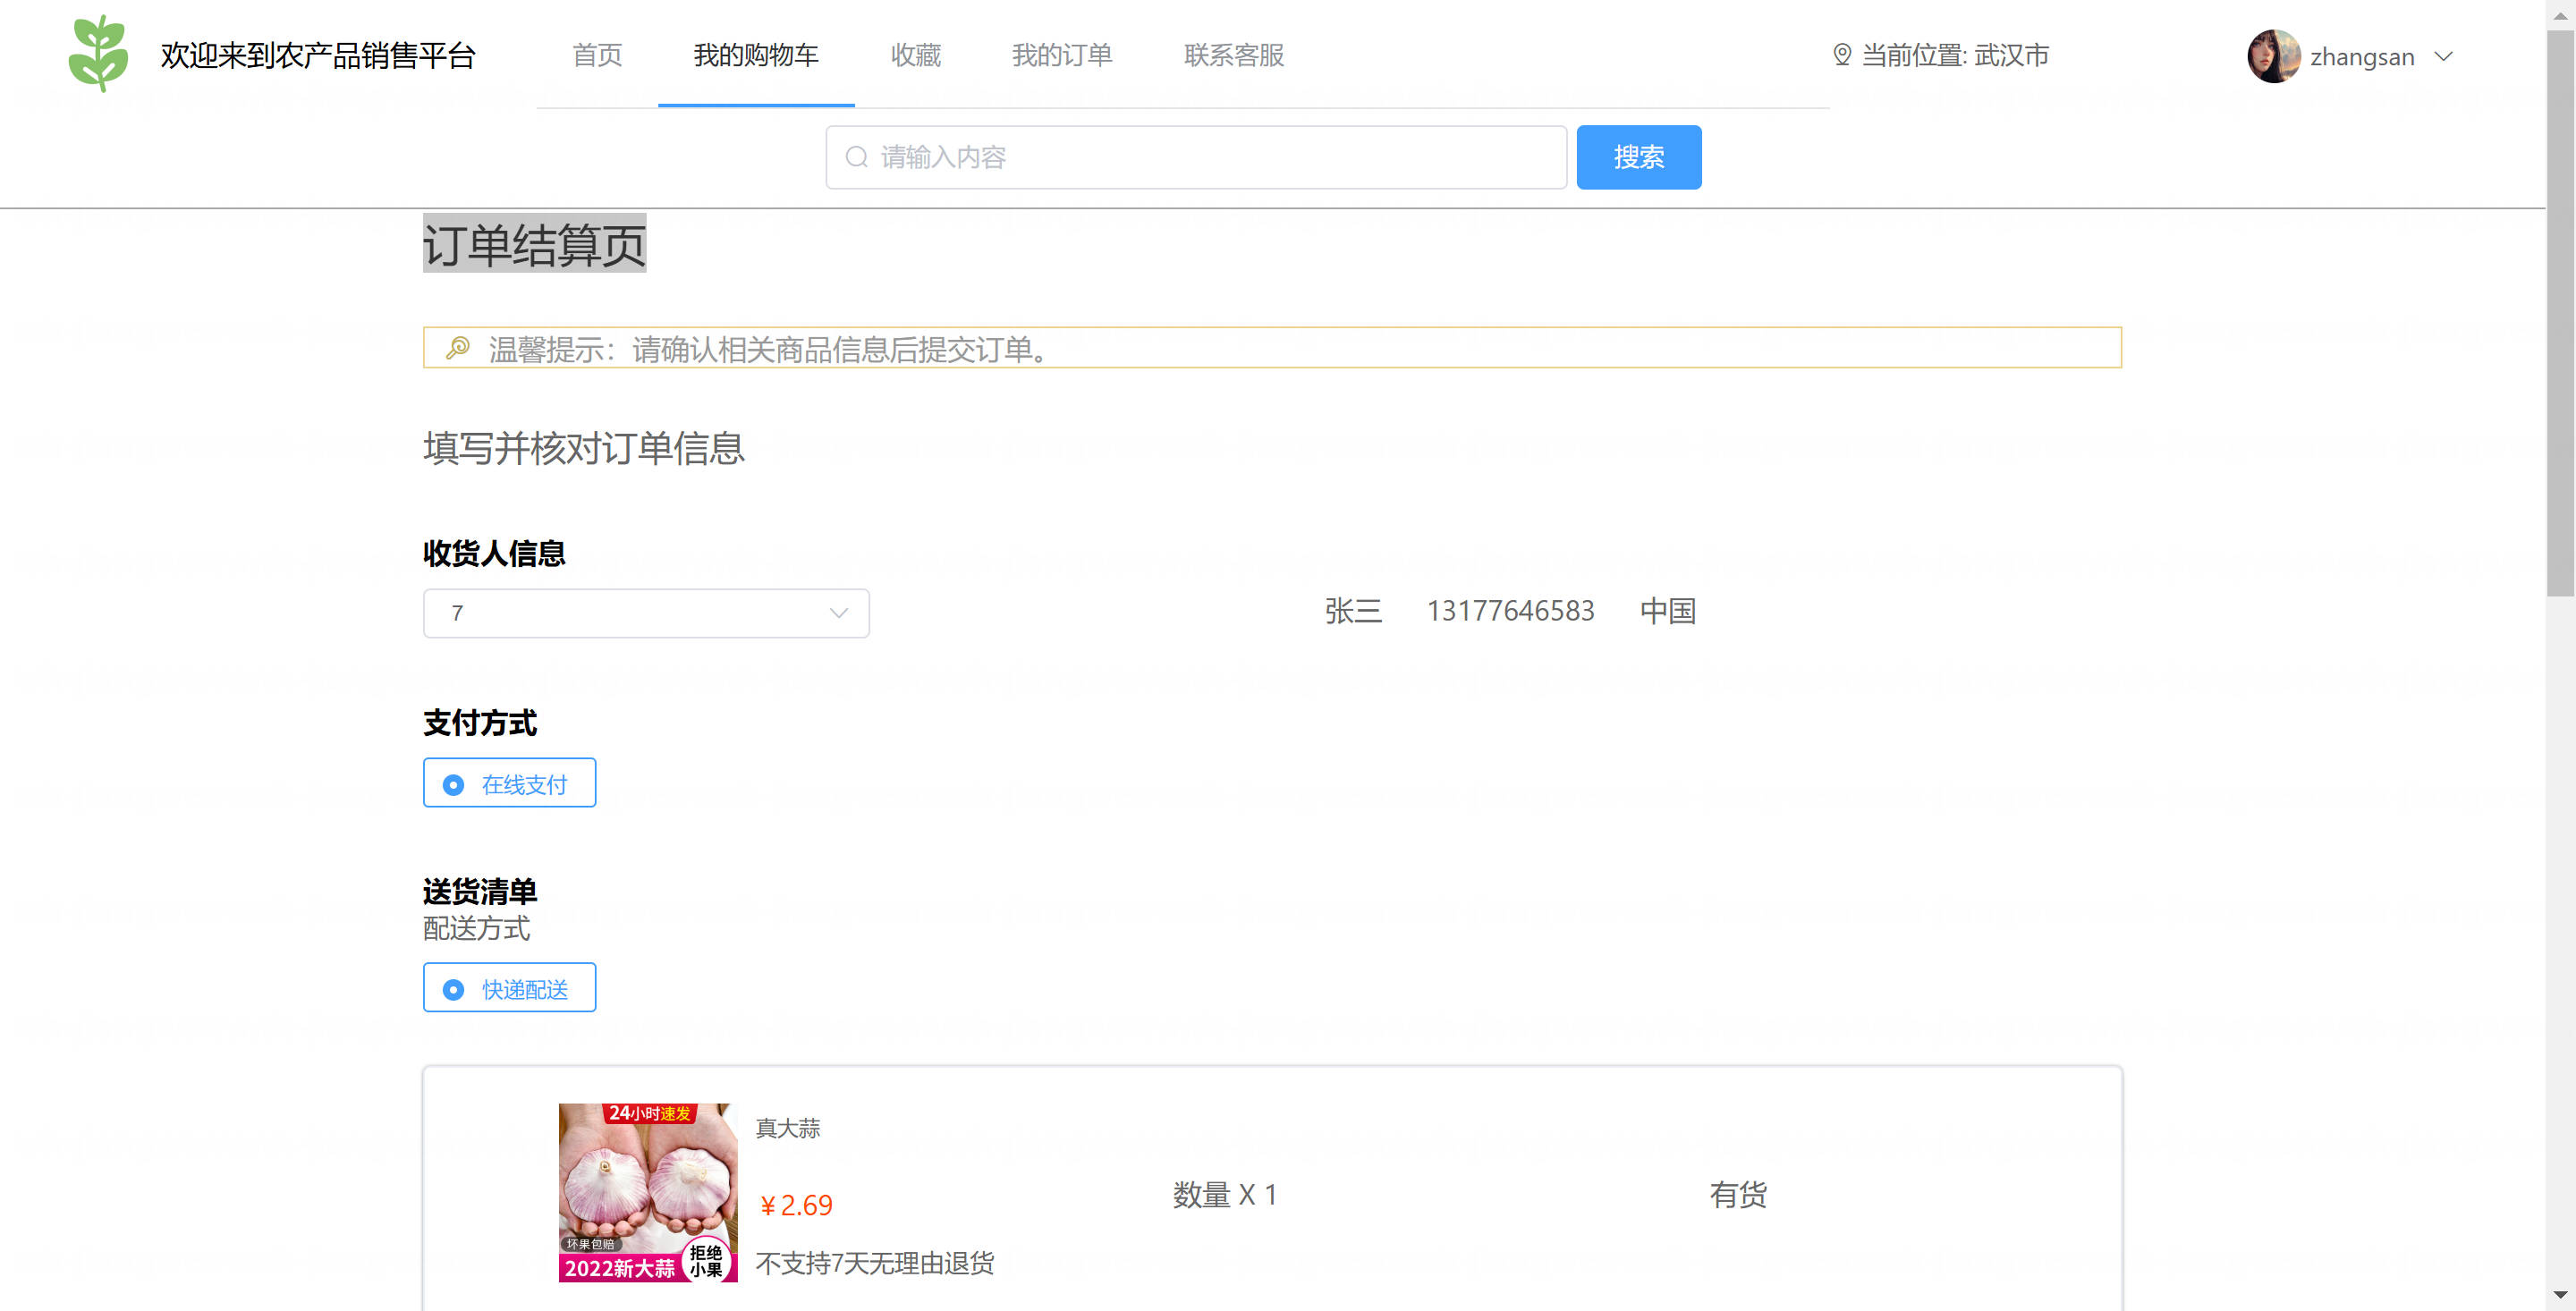 欢迎来到农产品销售平台
首页
我的购物车
收藏
我的订单
联系客服
当前位置: 武汉市
zhangsan
请输入内容
搜索
订单结算页
温馨提示：请确认相关商品信息后提交订单。
填写并核对订单信息
收货人信息
7
张三 13177646583 中国
支付方式
在线支付
送货清单
配送方式
快递配送
24小时速发
坏果包赔
2022新大蒜
拒绝
小果
真大蒜
¥2.69
不支持7天无理由退货
数量 X 1
有货